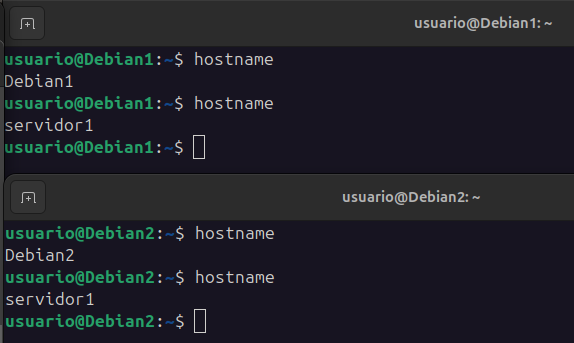 usuario@Debian1: ~
usuario@Debian1:~$ hostname
Debian1
usuario@Debian1:~$ hostname
servidor1
usuario@Debian1:~$
usuario@Debian2: ~
usuario@Debian2:~$ hostname
Debian2
usuario@Debian2:~$ hostname
servidor1
usuario@Debian2:~$